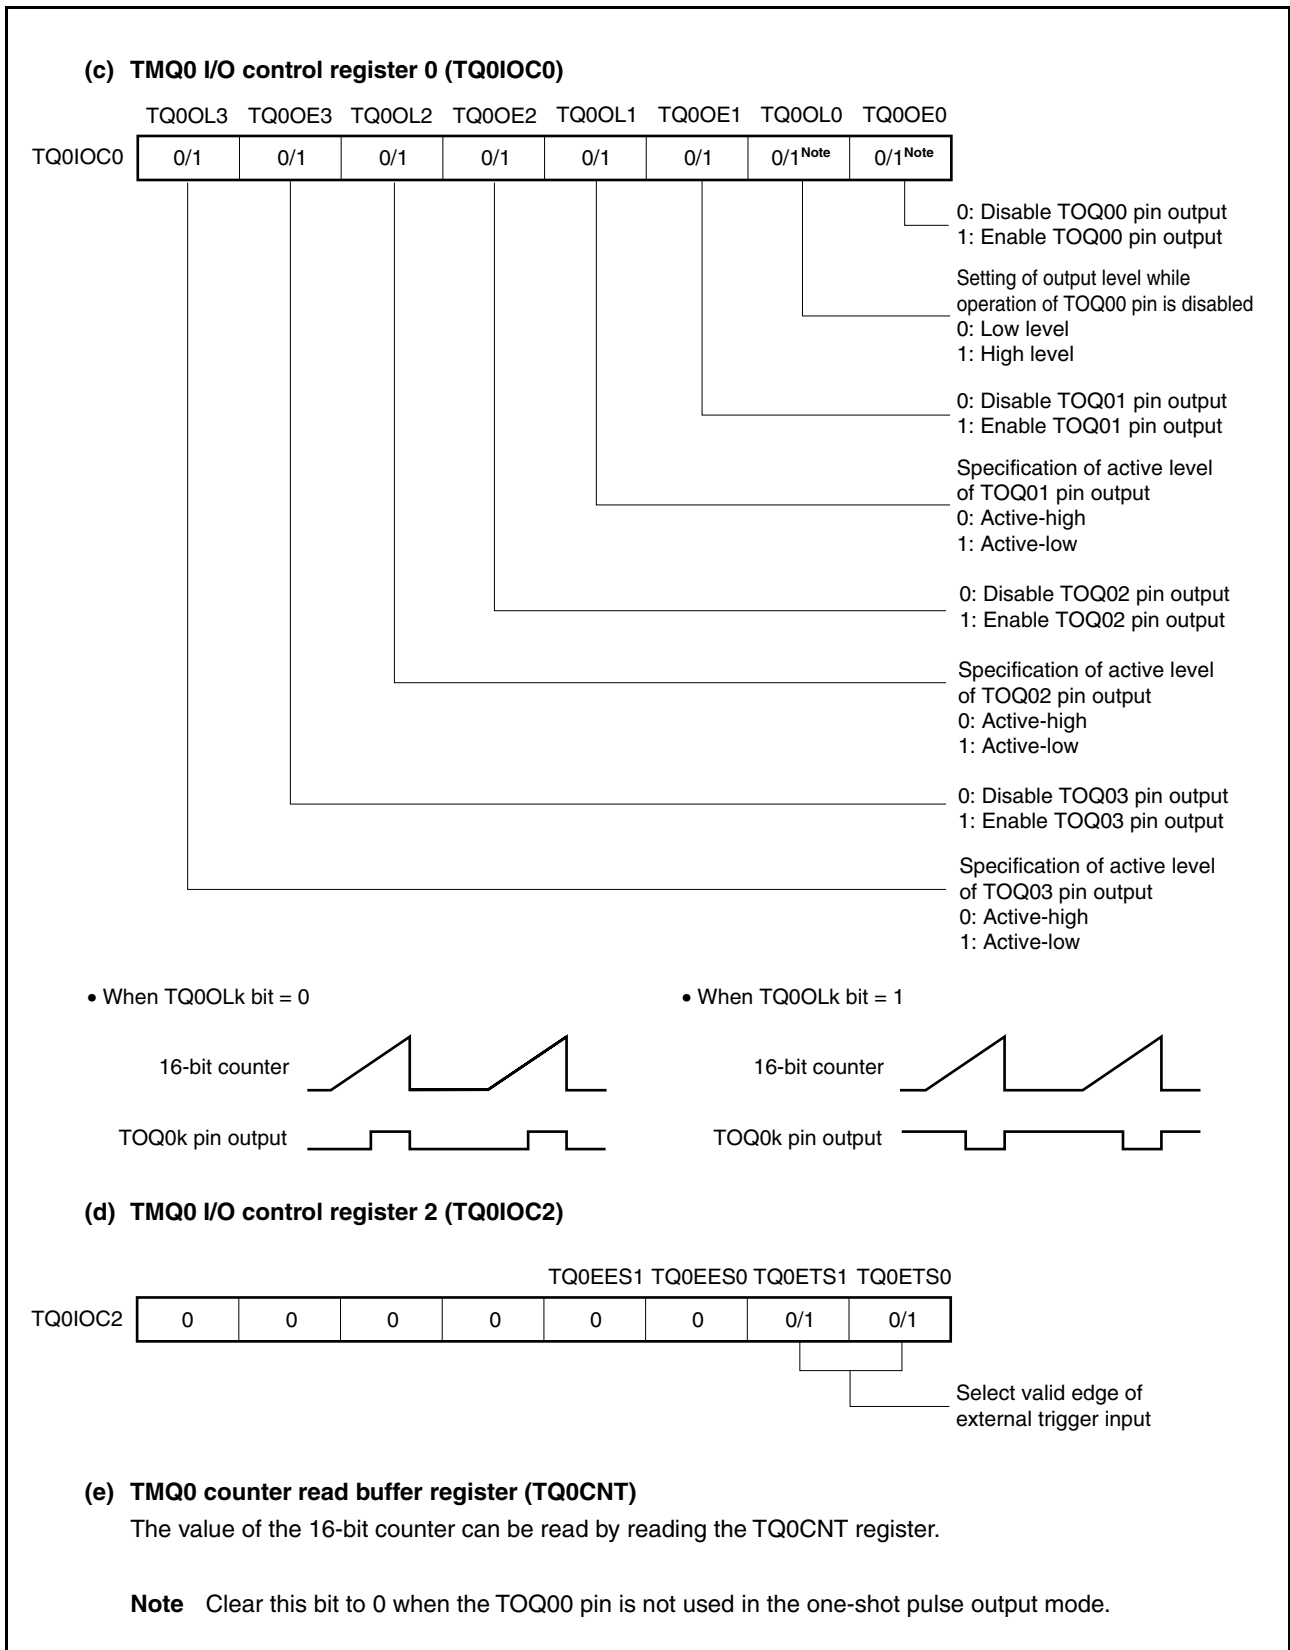 (c) TMQ0 I/O control register 0 (TQ0IOC0)
TQ0OL3 TQ0OE3 TQ0OL2 TQ0OE2 TQ0OL1 TQ0OE1 TQ0OL0 TQ0OE0
TQ0IOC0 0/1 0/1 0/1 0/1 0/1 0/1 0/1Note 0/1Note
0: Disable TOQ00 pin output
1: Enable TOQ00 pin output
Setting of output level while
operation of TOQ00 pin is disabled
0: Low level
1: High level
0: Disable TOQ01 pin output
1: Enable TOQ01 pin output
Specification of active level
of TOQ01 pin output
0: Active-high
1: Active-low
0: Disable TOQ02 pin output
1: Enable TOQ02 pin output
Specification of active level
of TOQ02 pin output
0: Active-high
1: Active-low
0: Disable TOQ03 pin output
1: Enable TOQ03 pin output
Specification of active level
of TOQ03 pin output
0: Active-high
1: Active-low
• When TQ0OLk bit = 0
16-bit counter
TOQ0k pin output
• When TQ0OLk bit = 1
16-bit counter
TOQ0k pin output
(d) TMQ0 I/O control register 2 (TQ0IOC2)
TQ0EES1 TQ0EES0 TQ0ETS1 TQ0ETS0
TQ0IOC2 0 0 0 0 0 0 0/1 0/1
Select valid edge of
external trigger input
(e) TMQ0 counter read buffer register (TQ0CNT)
The value of the 16-bit counter can be read by reading the TQ0CNT register.
Note Clear this bit to 0 when the TOQ00 pin is not used in the one-shot pulse output mode.